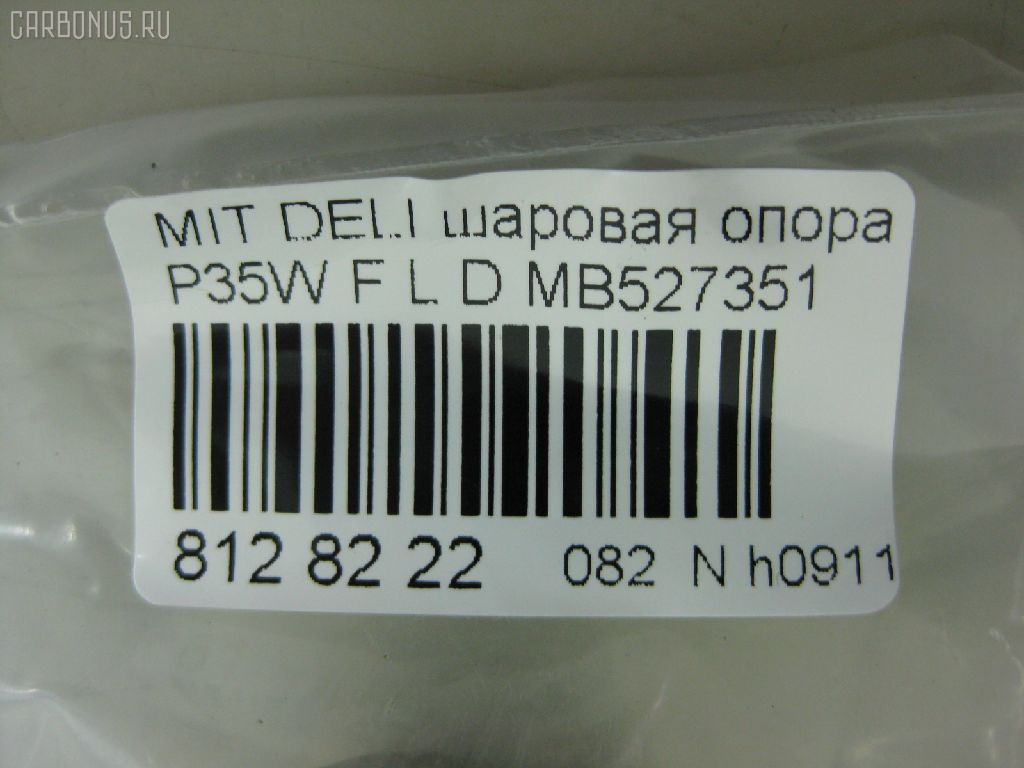 CARBONUS.RU
MIT DELI шаровая опора
P35W F L D MB527351
812 82 22 082 N h0911